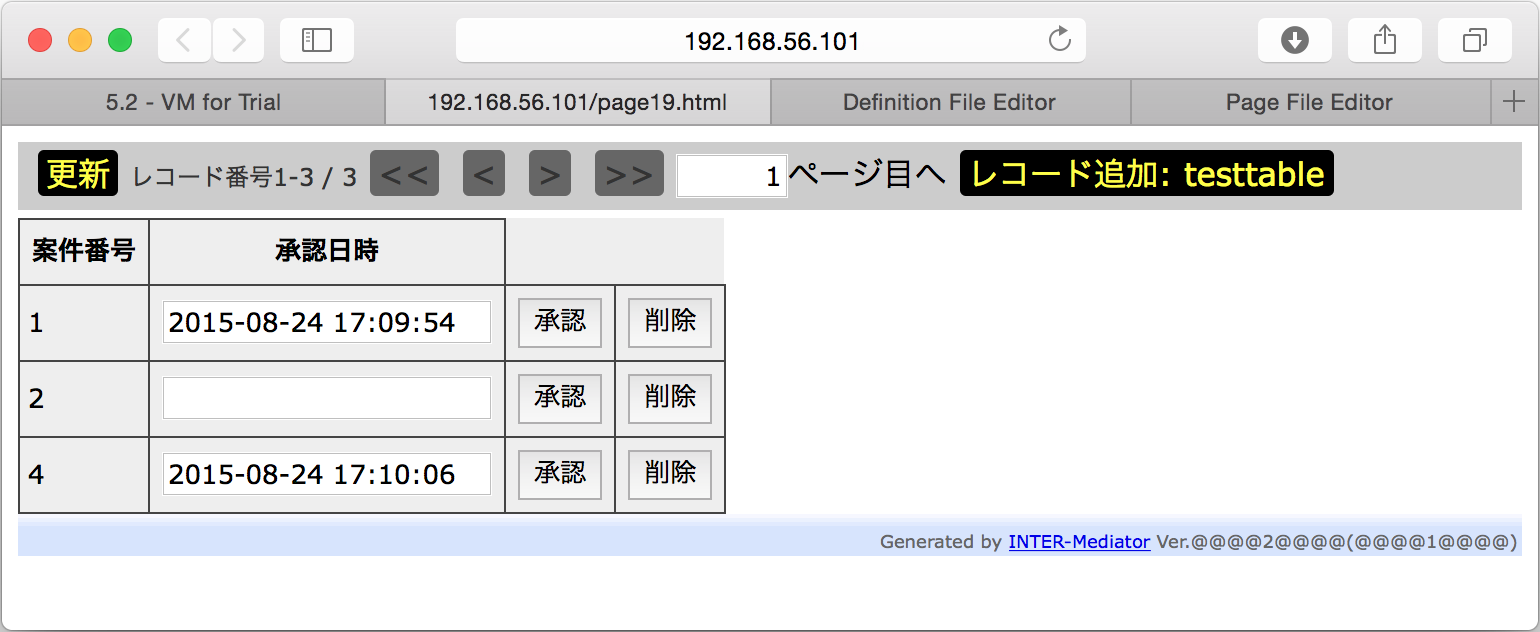 192.168.56.101
5.2 - VM for Trial 192.168.56.101/page19.html Definition File Editor Page File Editor
更新 レコード番号1-3 / 3 << < > >> 1 ページ目へ レコード追加: testtable
案件番号 承認日時
1 2015-08-24 17:09:54 承認 削除
2 承認 削除
4 2015-08-24 17:10:06 承認 削除
Generated by INTER-Mediator Ver.@@@@2@@@@(@@@@1@@@@)